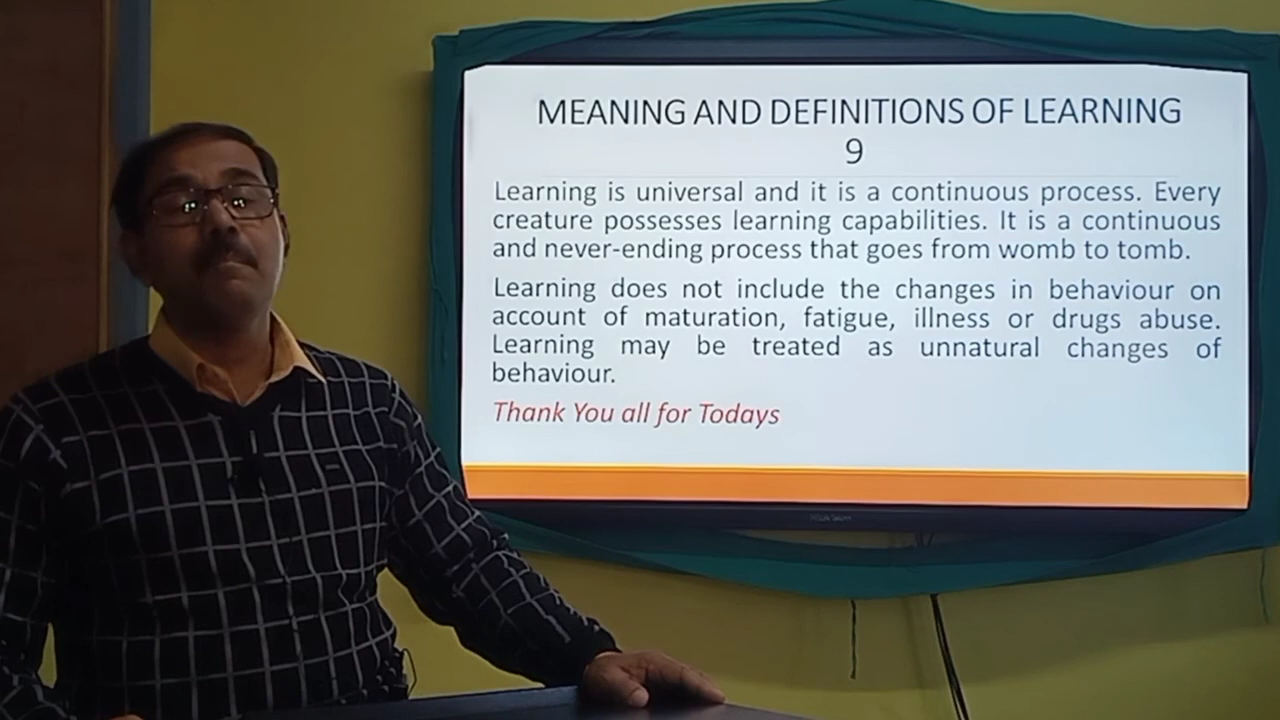 MEANING AND DEFINITIONS OF LEARNING
9
Learning is universal and it is a continuous process. Every
creature possesses learning capabilities. It is a continuous
and never-ending process that goes from womb to tomb.
Learning does not include the changes in behaviour on
account of maturation, fatigue, illness or drugs abuse.
Learning may be treated as unnatural changes of
behaviour.
Thank You all for Todays